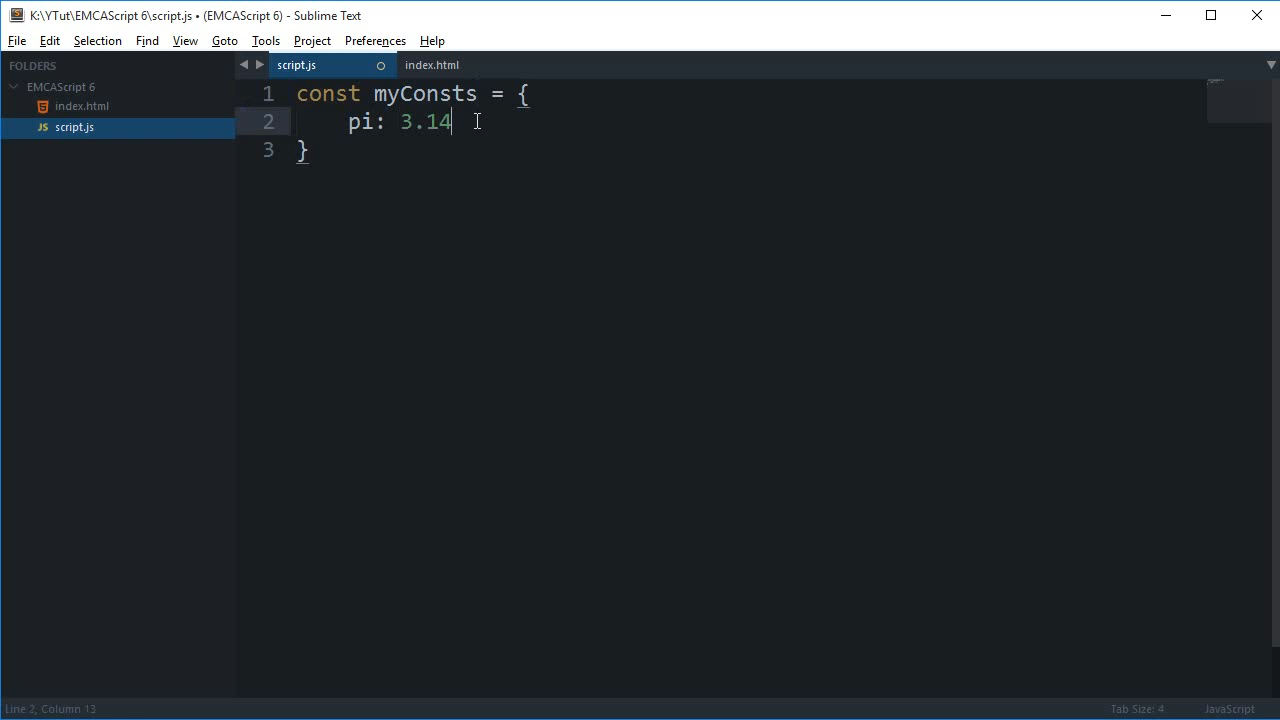 K:\YTut\EMCAScript 6\script.js • (EMCAScript 6) - Sublime Text
File Edit Selection Find View Goto Tools Project Preferences Help
FOLDERS
EMCAScript 6
index.html
JS script.js
script.js index.html
1 const myConsts = {
2     pi: 3.14
3 }
Line 2, Column 13 Tab Size: 4 JavaScript